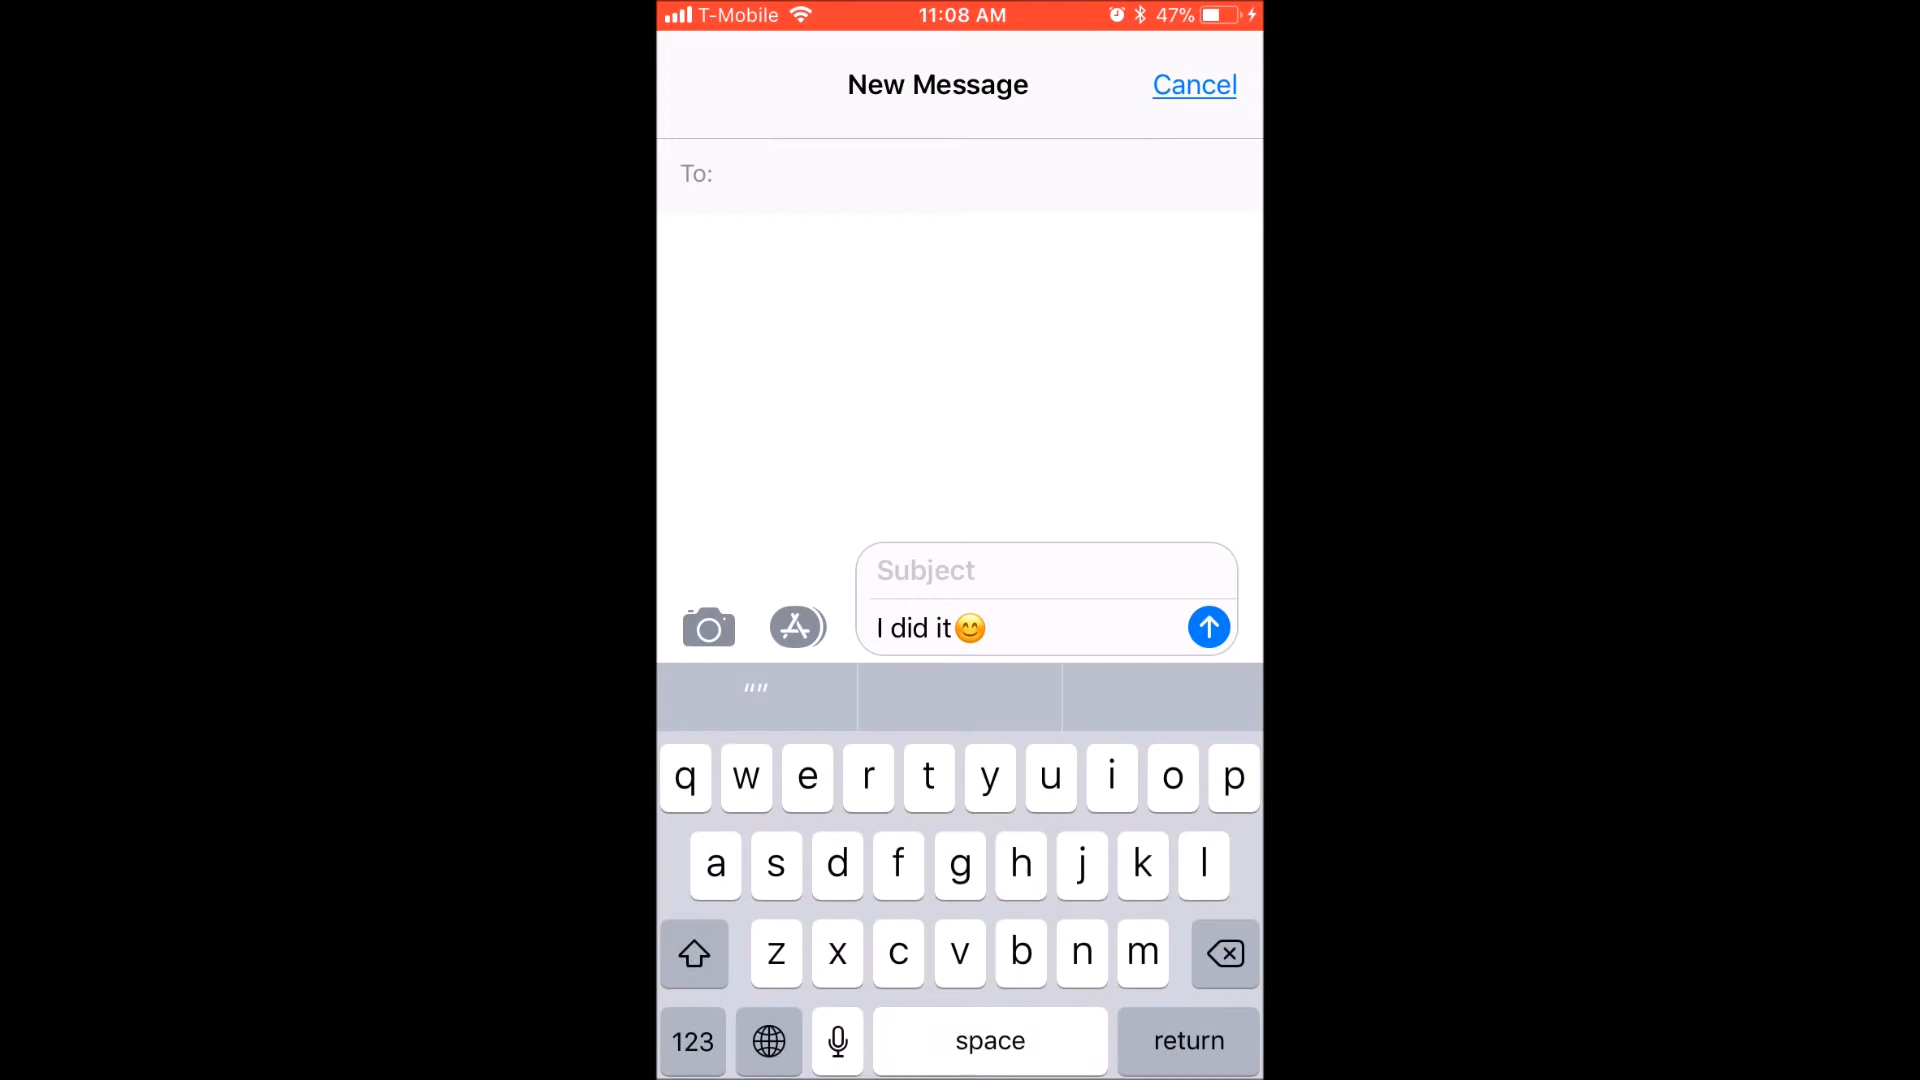 T-Mobile 11:08 AM 47%
New Message Cancel
To:
Subject
I did it😊
“”
q w e r t y u i o p
a s d f g h j k l
z x c v b n m
123 space return